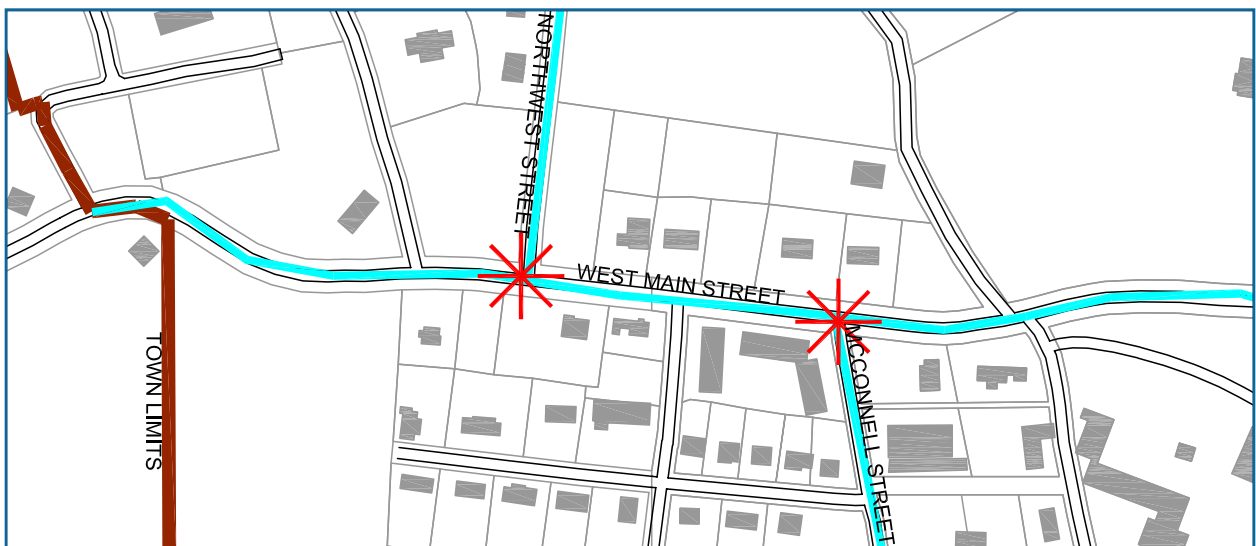 NORTHWEST STREET
WEST MAIN STREET
MCCONNELL STREET
TOWN LIMITS